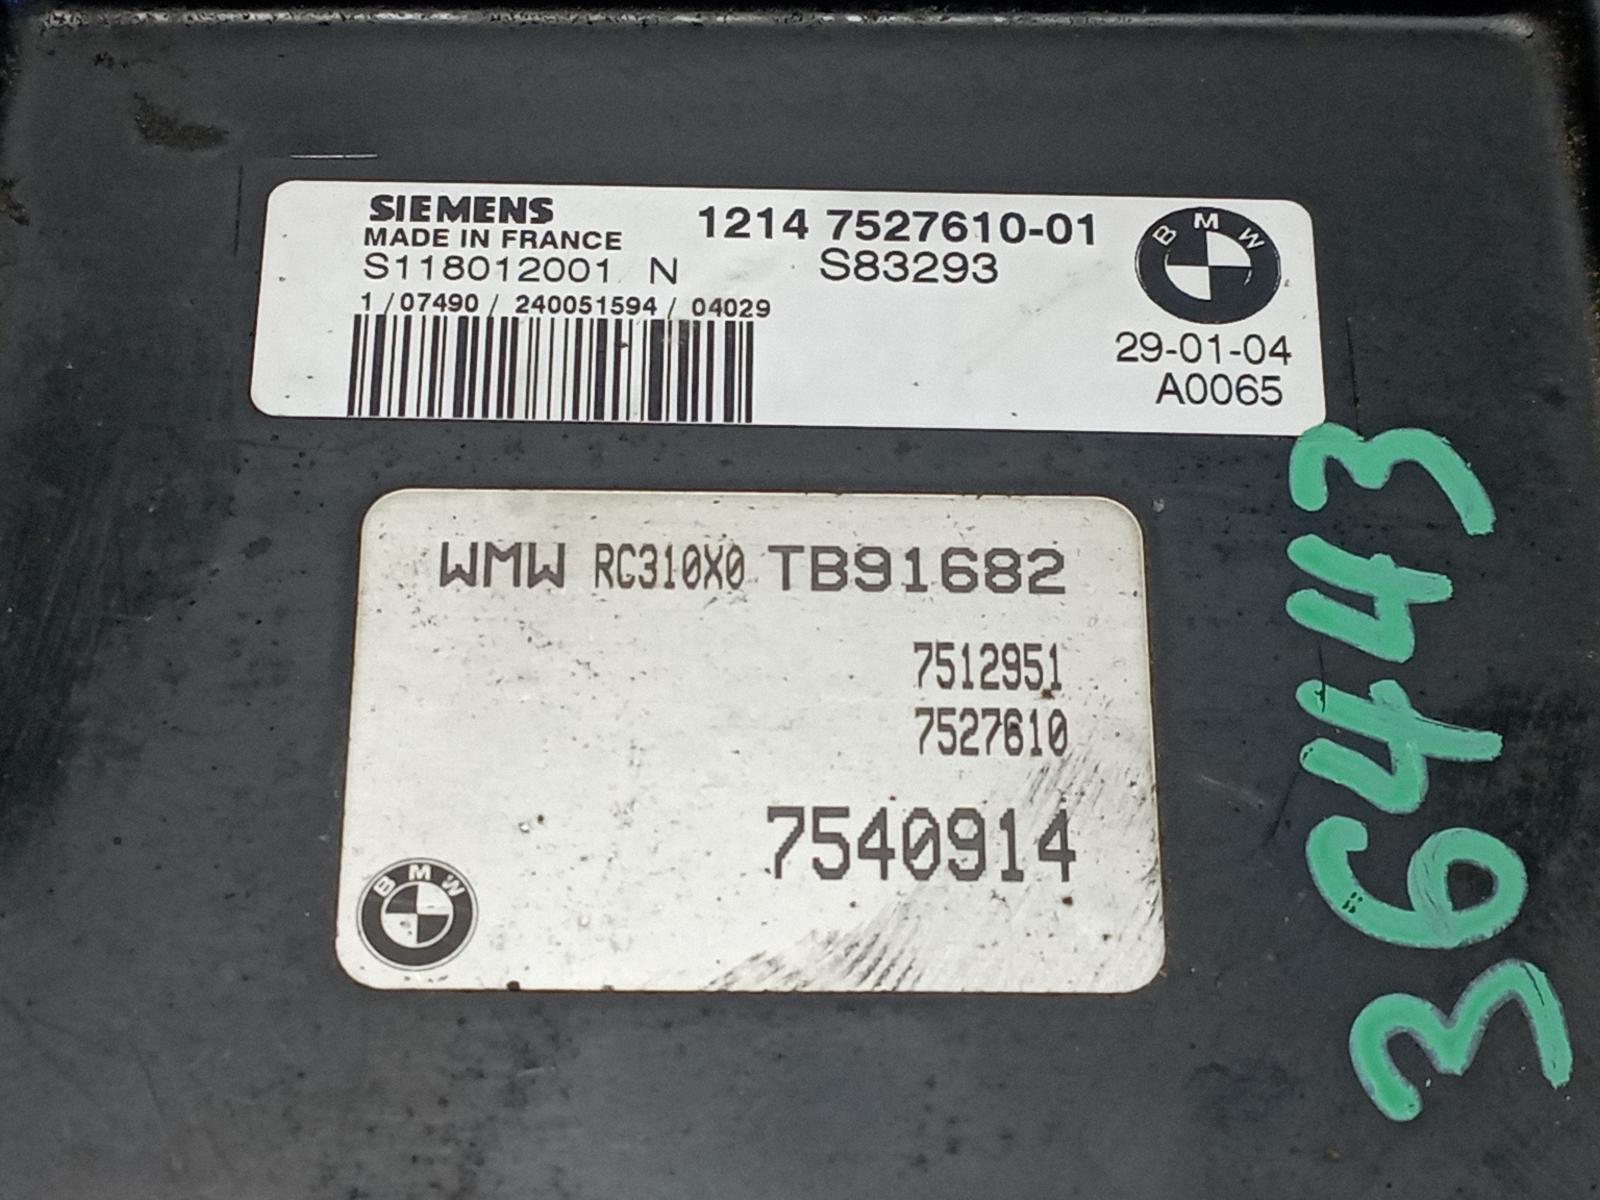 SIEMENS
MADE IN FRANCE
1214 7527610-01
S118012001 N S83293
1/07490/240051594/04029
BMW
29-01-04
A0065
WMW RC310X0 TB91682
7512951
7527610
7540914
BMW
36443